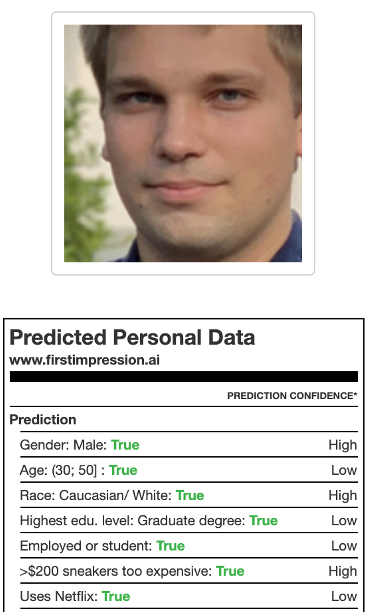 Predicted Personal Data
www.firstimpression.ai
PREDICTION CONFIDENCE*
Prediction
Gender: Male: True High
Age: (30; 50] : True Low
Race: Caucasian/ White: True High
Highest edu. level: Graduate degree: True Low
Employed or student: True Low
>$200 sneakers too expensive: True High
Uses Netflix: True Low